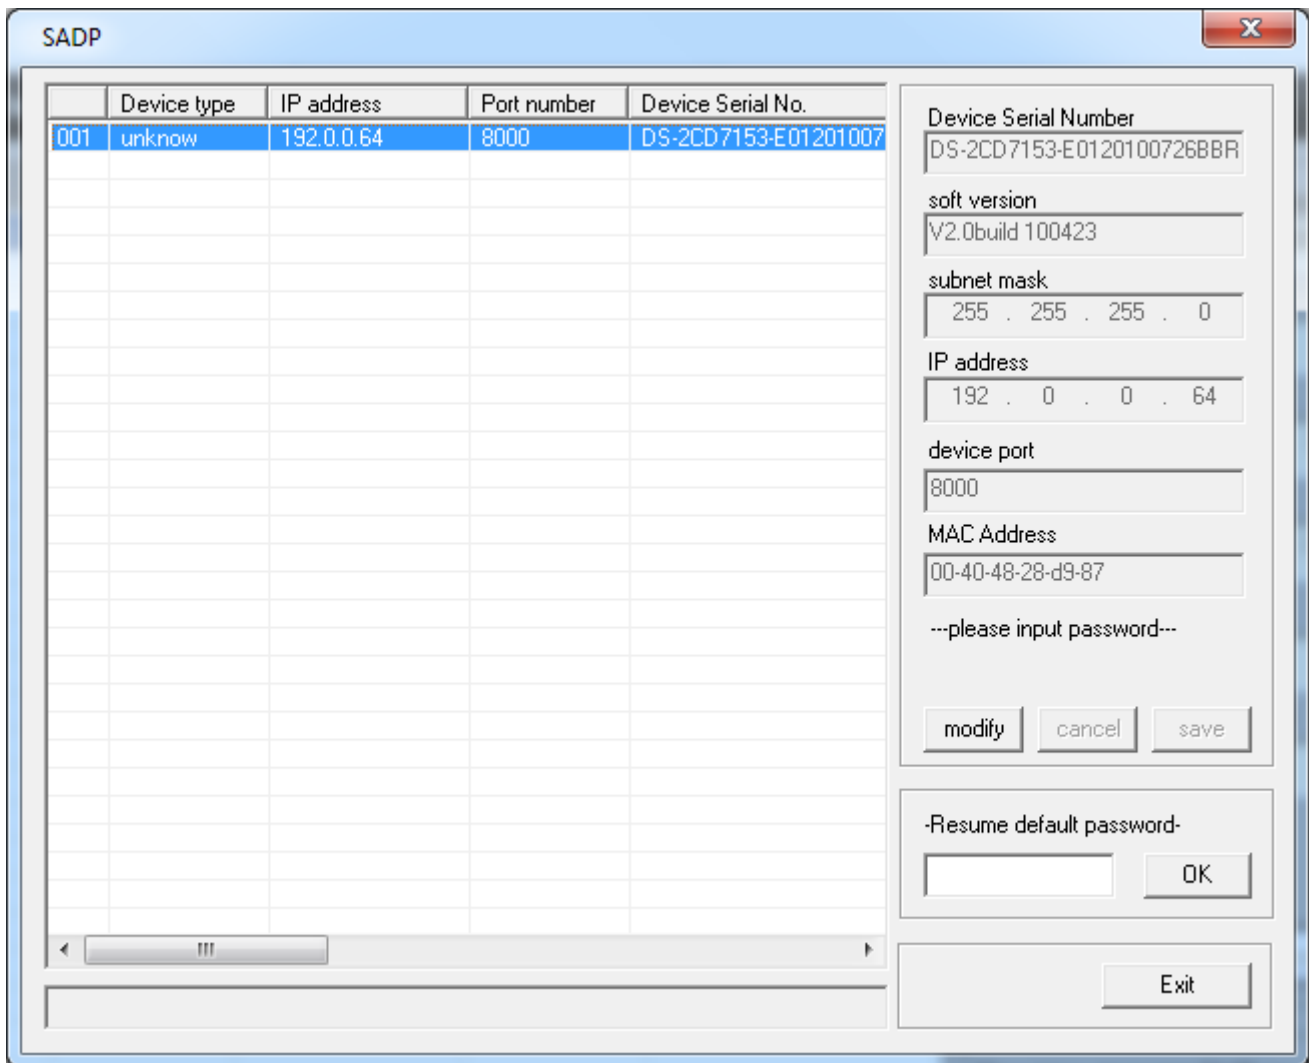 SADP
Device type IP address Port number Device Serial No.
001 unknow 192.0.0.64 8000 DS-2CD7153-E01201007
Device Serial Number
DS-2CD7153-E0120100726BBR
soft version
V2.0build 100423
subnet mask
255 . 255 . 255 . 0
IP address
192 . 0 . 0 . 64
device port
8000
MAC Address
00-40-48-28-d9-87
---please input password---
modify cancel save
-Resume default password-
OK
Exit